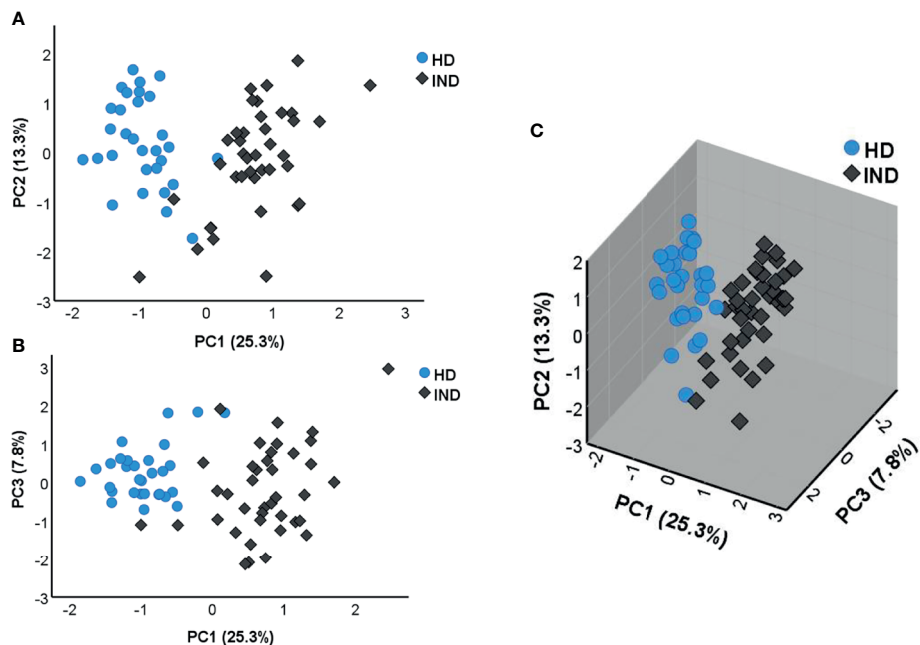 A
2
1
0
-1
-2
-3
PC2 (13.3%)
-2
-1
0
1
2
3
PC1 (25.3%)
HD
IND
B
3
2
1
0
-1
-2
-3
PC3 (7.8%)
-2
-1
0
1
2
PC1 (25.3%)
HD
IND
C
HD
IND
2
1
0
-1
-2
-3
PC2 (13.3%)
-2
-1
0
1
2
3
PC1 (25.3%)
2
0
-2
PC3 (7.8%)